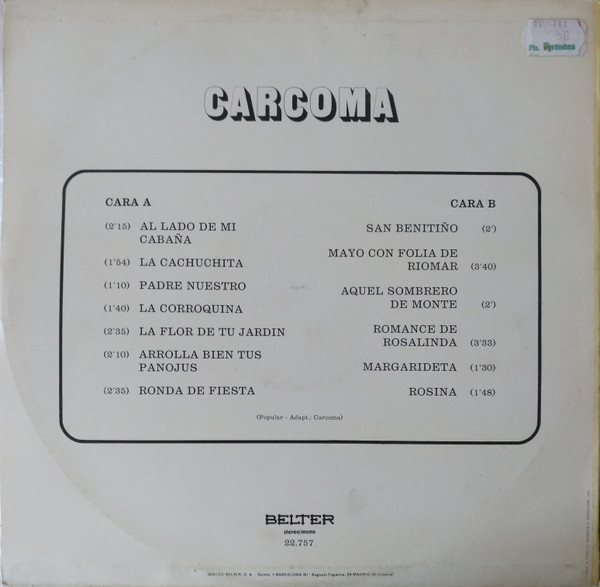 CARCOMA
CARA A
(2'15) AL LADO DE MI
CABAÑA
(1'54) LA CACHUCHITA
(1'10) PADRE NUESTRO
(1'40) LA CORROQUINA
(2'35) LA FLOR DE TU JARDIN
(2'10) ARROLLA BIEN TUS
PANOJUS
(2'35) RONDA DE FIESTA
CARA B
SAN BENITIÑO (2')
MAYO CON FOLIA DE
RIOMAR (3'40)
AQUEL SOMBRERO
DE MONTE (2')
ROMANCE DE
ROSALINDA (3'33)
MARGARIDETA (1'30)
ROSINA (1'48)
(Popular - Adapt.: Carcoma)
BELTER
stereo/mono
22.757